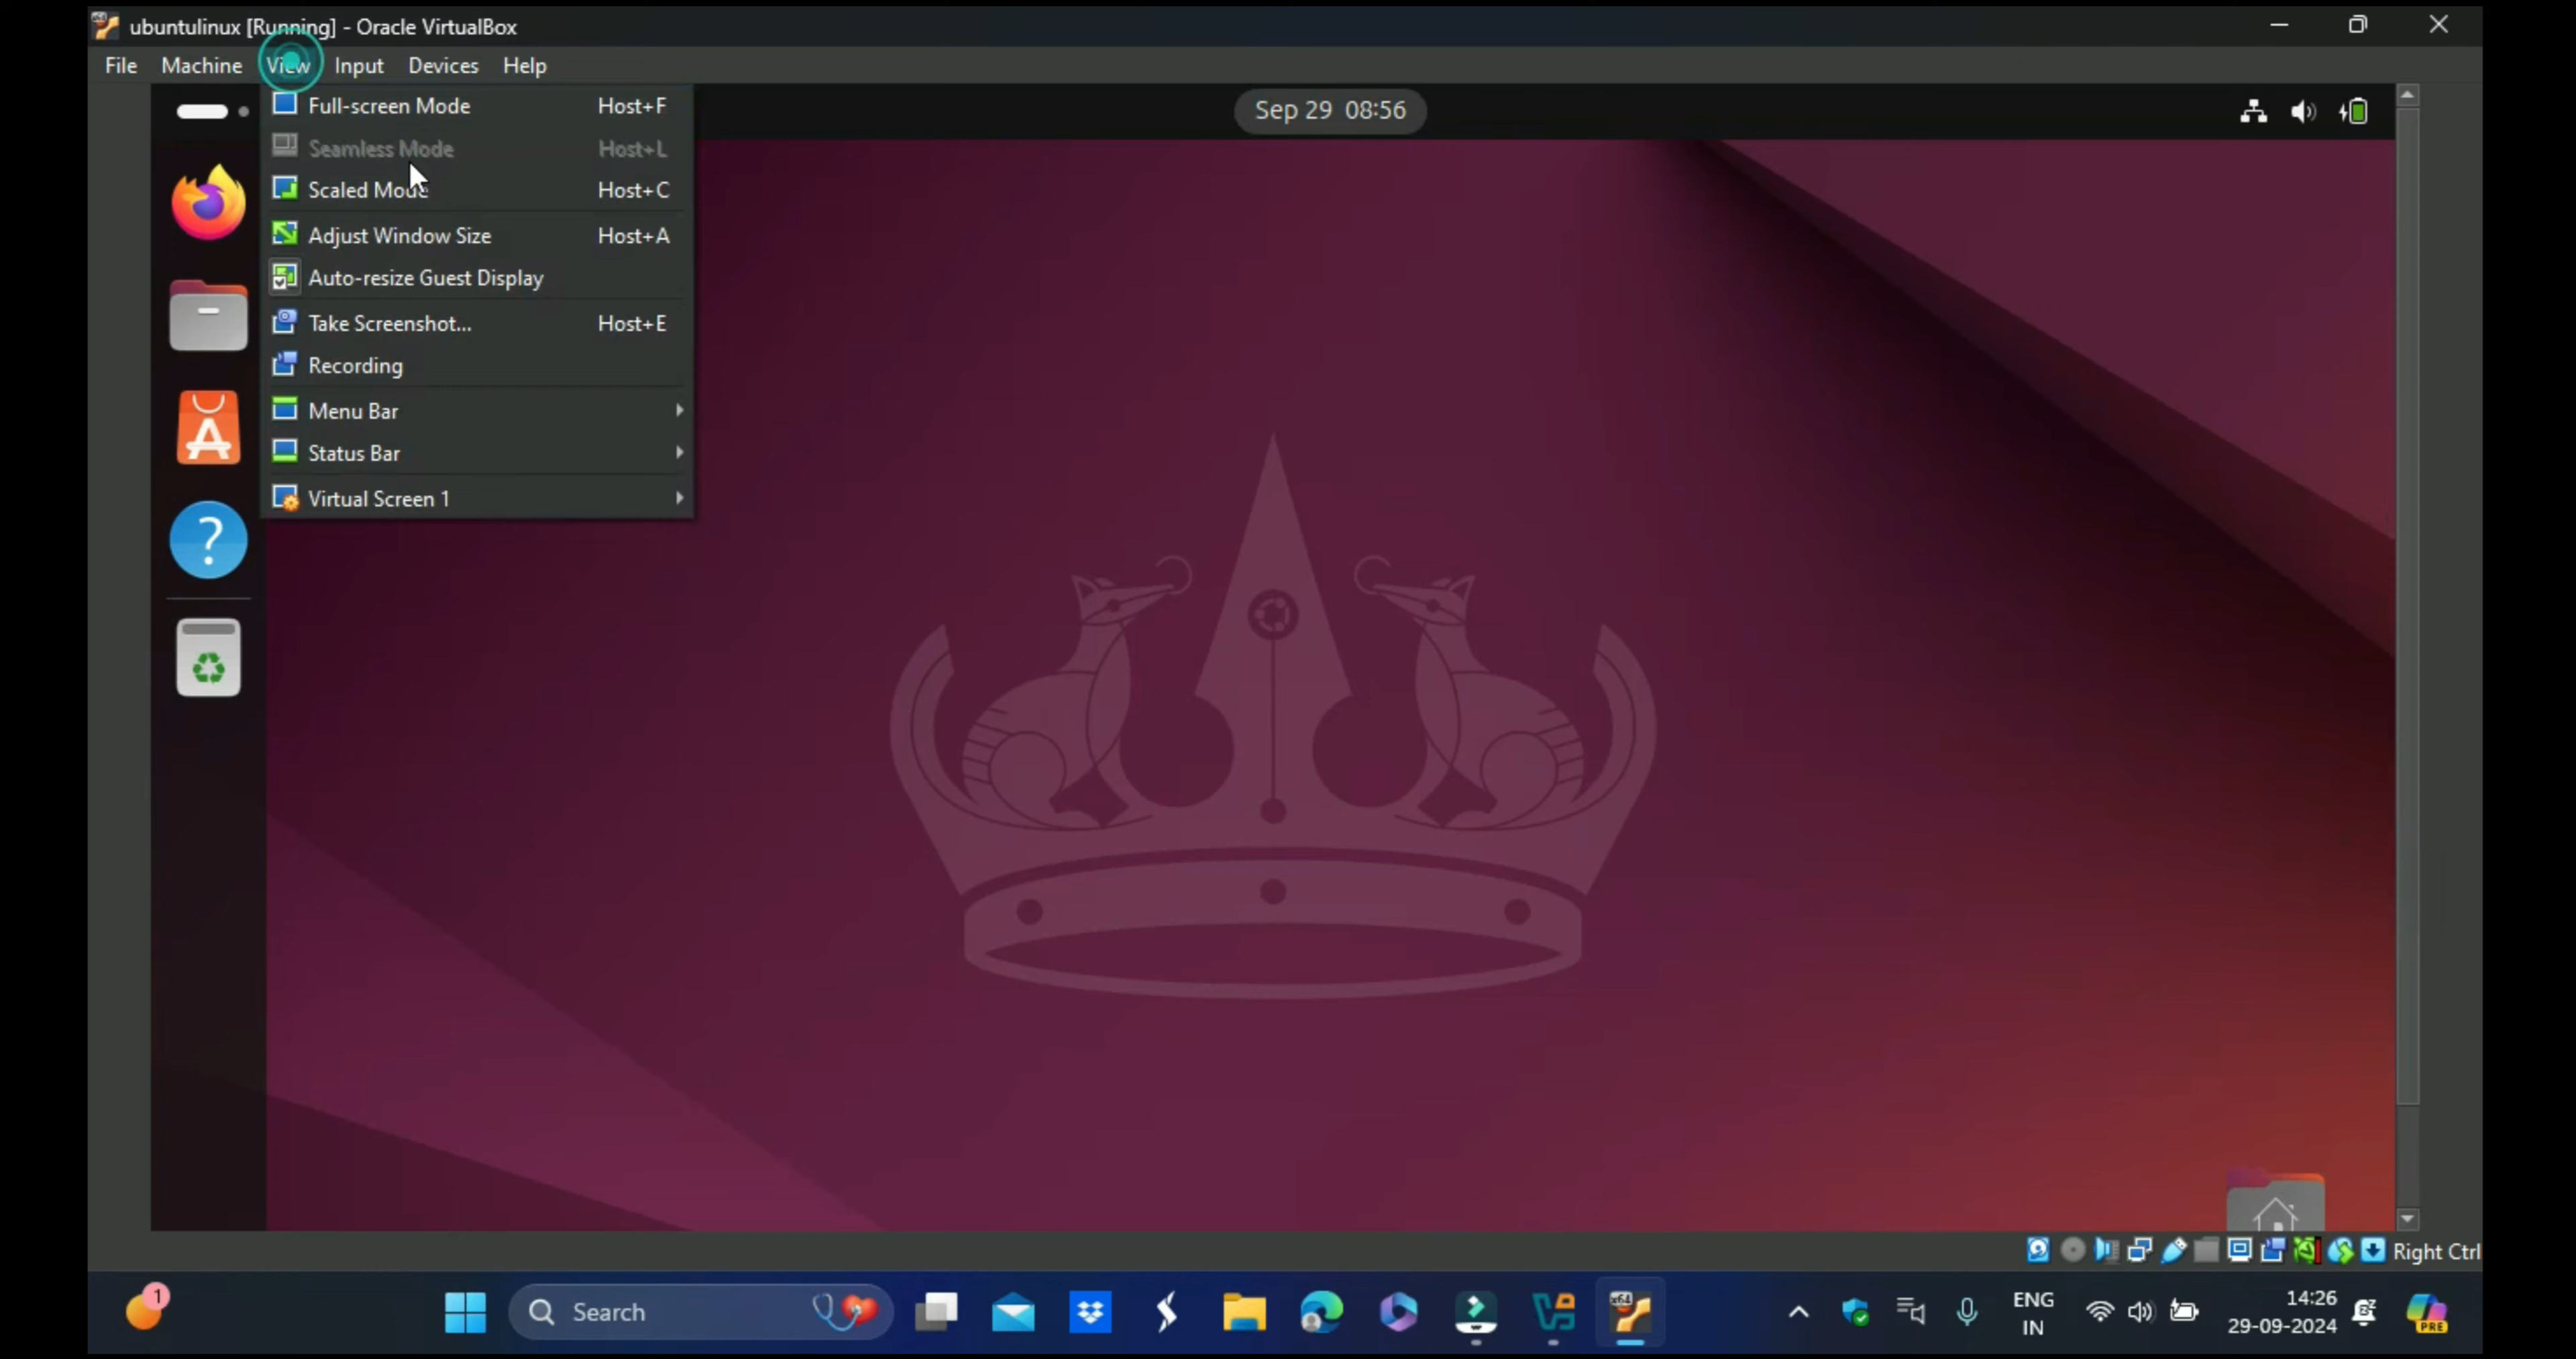 ubuntulinux [Running] - Oracle VirtualBox
File Machine View Input Devices Help
Sep 29 08:56
Full-screen Mode Host+F
Seamless Mode Host+L
Scaled Mode Host+C
Adjust Window Size Host+A
Auto-resize Guest Display
Take Screenshot... Host+E
Recording
Menu Bar
Status Bar
Virtual Screen 1
Right Ctrl
1
Search
ENG
IN
14:26
29-09-2024
PRE